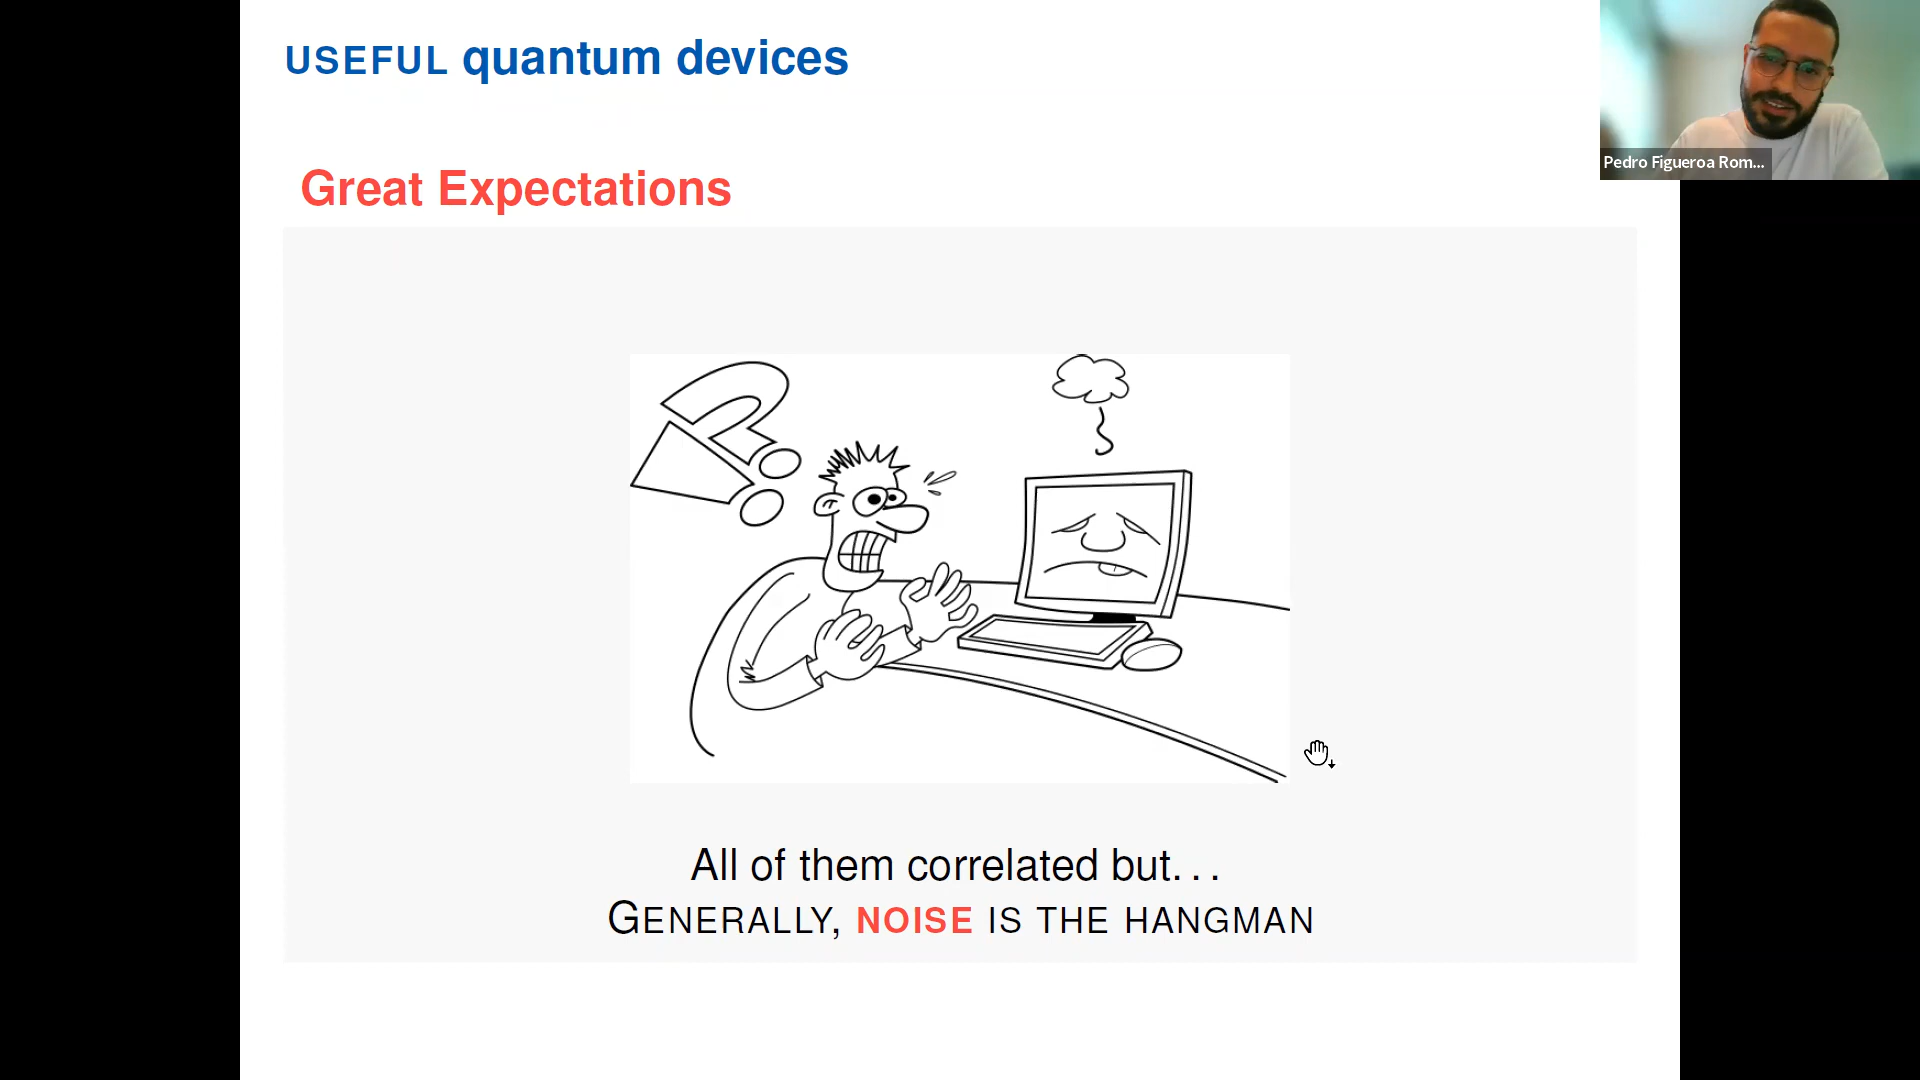 USEFUL quantum devices
Pedro Figueroa Rom...
Great Expectations
?!
All of them correlated but. . .
GENERALLY, NOISE IS THE HANGMAN